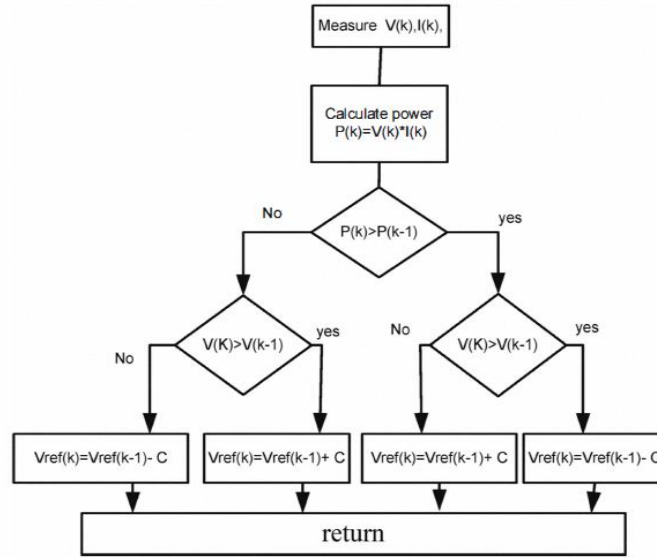 Measure V(k),I(k),
Calculate power
P(k)=V(k)*I(k)
No
yes
P(k)>P(k-1)
V(K)>V(k-1)
yes
No
V(K)>V(k-1)
yes
No
Vref(k)=Vref(k-1)- C
Vref(k)=Vref(k-1)+ C
Vref(k)=Vref(k-1)+ C
Vref(k)=Vref(k-1)- C
return